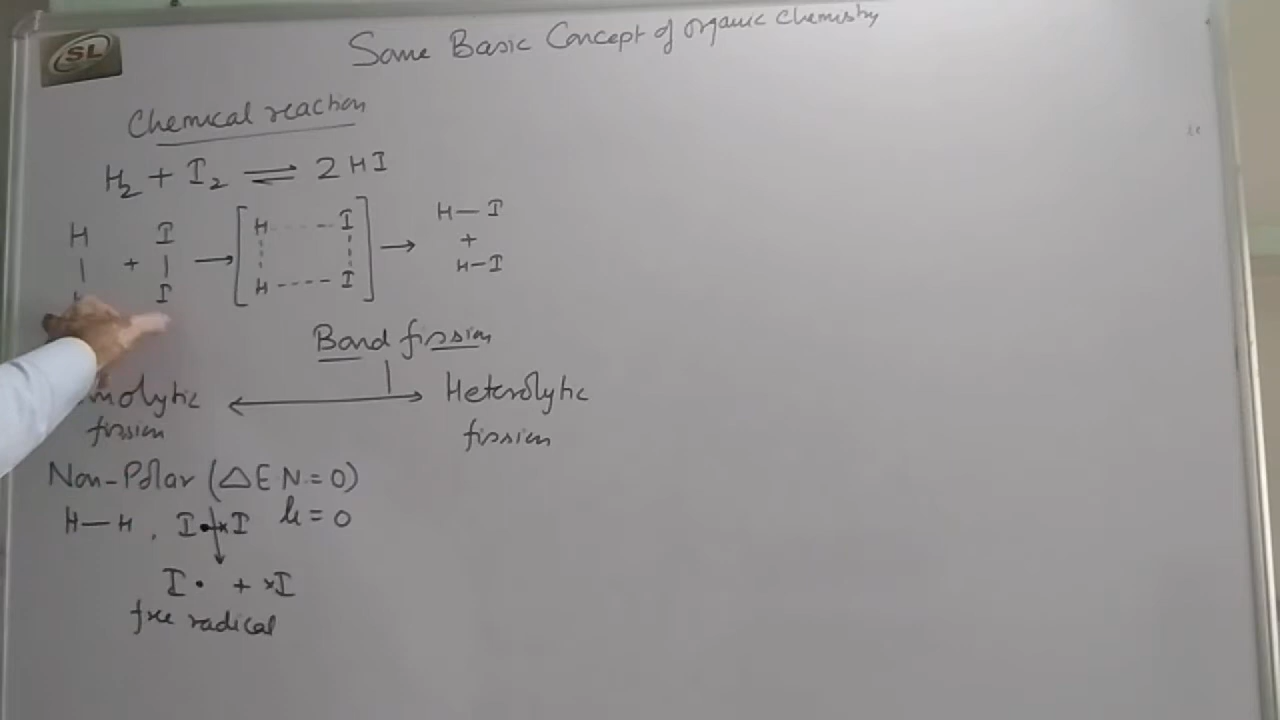 SL
Some Basic Concept of organic Chemistry
Chemical reaction
H₂ + I₂ ⇌ 2HI
H I H I H—I
| + | → [ ] → +
I H I H—I
Bond fission
molytic ⟵⟶ Heterolytic
fission fission
Non-Polar (△EN=0)
H—H , I•×I μ=0
I• + ×I
free radical